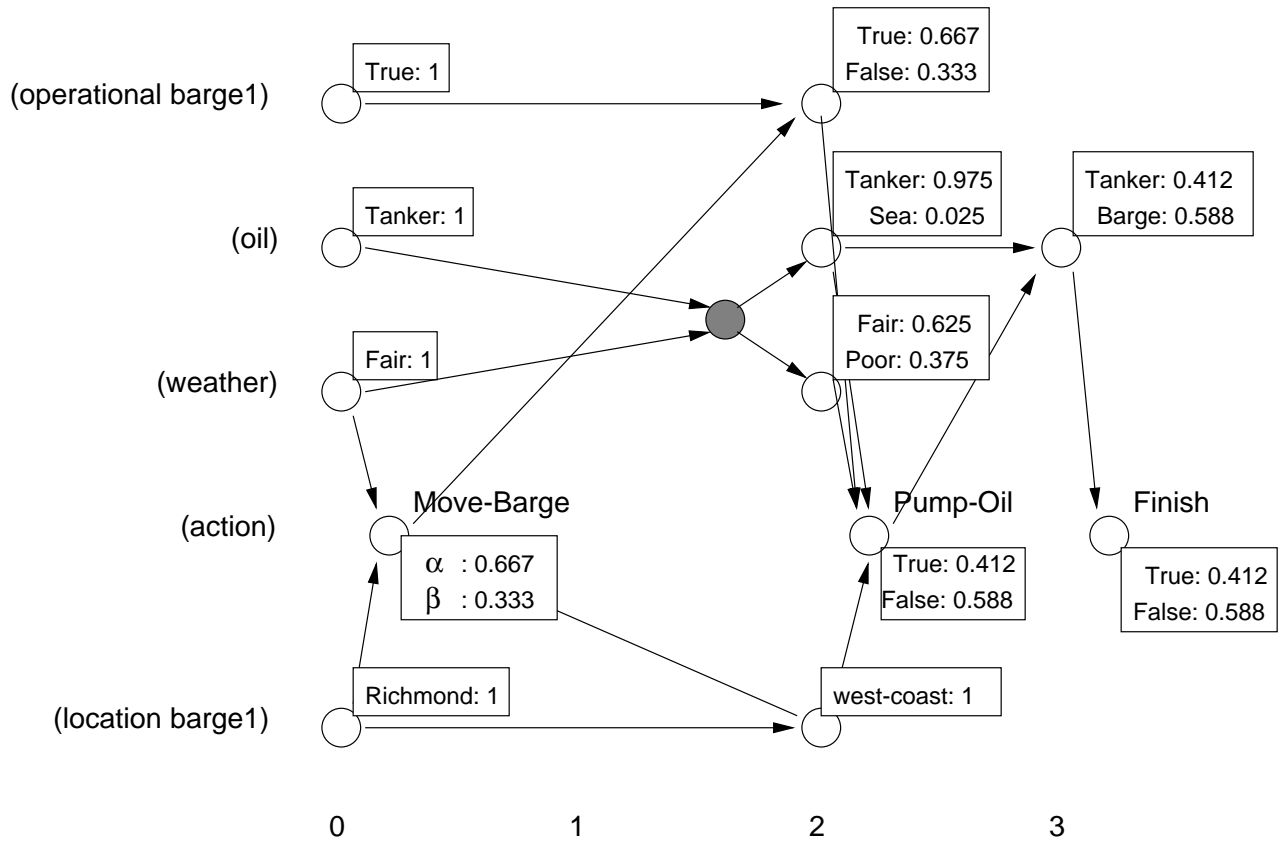 True: 0.667
False: 0.333
(operational barge1)
True: 1
Tanker: 0.975
Sea: 0.025
Tanker: 0.412
Barge: 0.588
(oil)
Tanker: 1
Fair: 0.625
Poor: 0.375
(weather)
Fair: 1
(action)
Move-Barge
α : 0.667
β : 0.333
Pump-Oil
True: 0.412
False: 0.588
Finish
True: 0.412
False: 0.588
(location barge1)
Richmond: 1
west-coast: 1
0 1 2 3